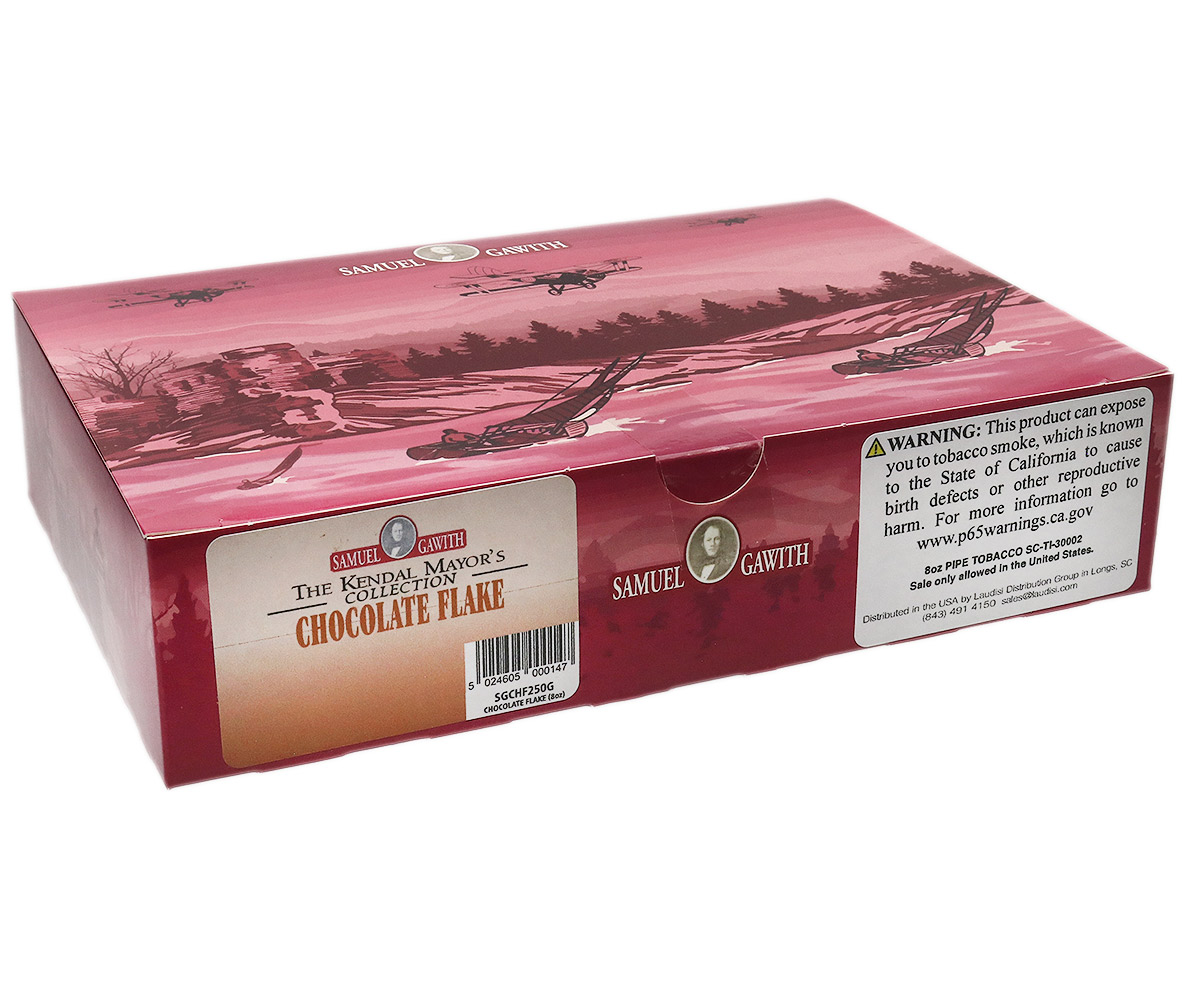 SAMUEL GAWITH
SAMUEL GAWITH
THE KENDAL MAYOR'S
COLLECTION
CHOCOLATE FLAKE
5 024605 000147
SGCHF250G
CHOCOLATE FLAKE (8oz)
SAMUEL GAWITH
WARNING: This product can expose
you to tobacco smoke, which is known
to the State of California to cause
birth defects or other reproductive
harm. For more information go to
www.p65warnings.ca.gov
8oz PIPE TOBACCO SC-TI-30002
Sale only allowed in the United States.
Distributed in the USA by Laudisi Distribution Group in Longs, SC
(843) 491 4150 sales@laudisi.com